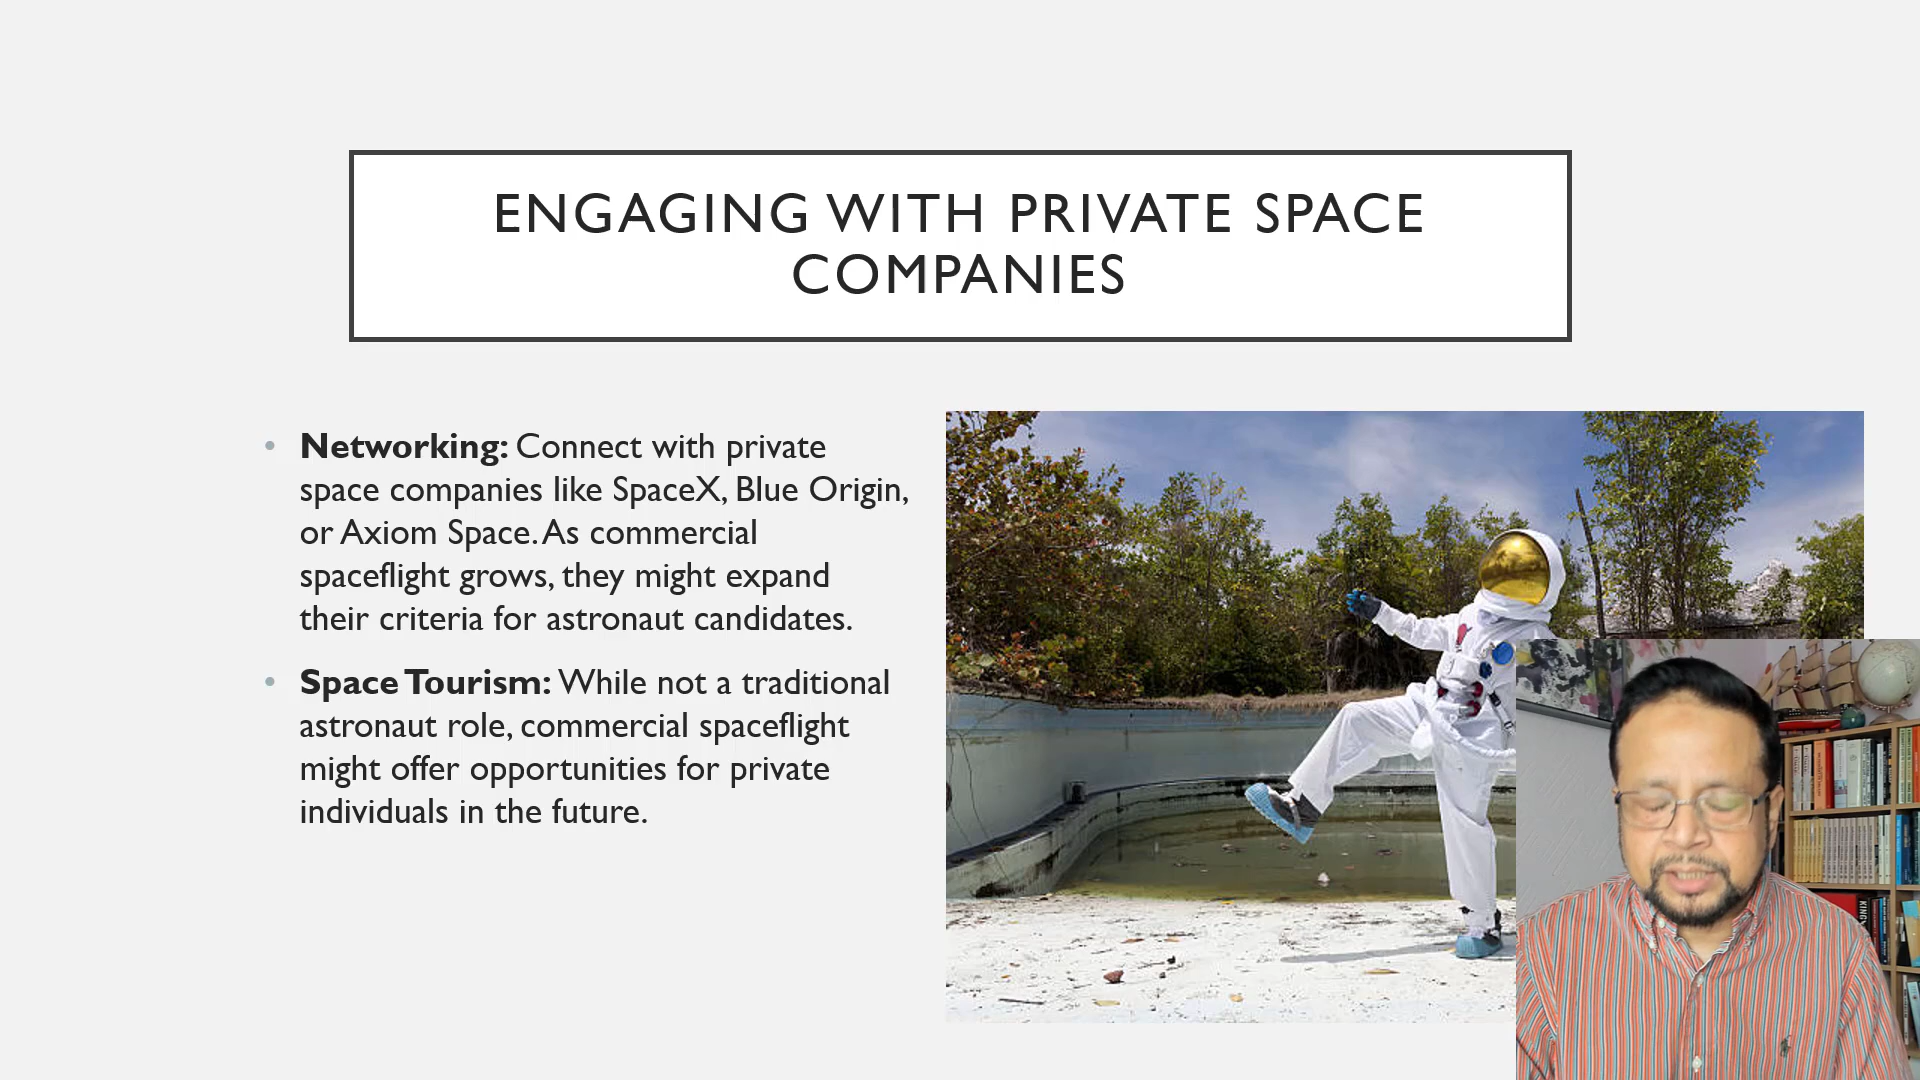 ENGAGING WITH PRIVATE SPACE
COMPANIES
• Networking: Connect with private
space companies like SpaceX, Blue Origin,
or Axiom Space. As commercial
spaceflight grows, they might expand
their criteria for astronaut candidates.
• Space Tourism: While not a traditional
astronaut role, commercial spaceflight
might offer opportunities for private
individuals in the future.